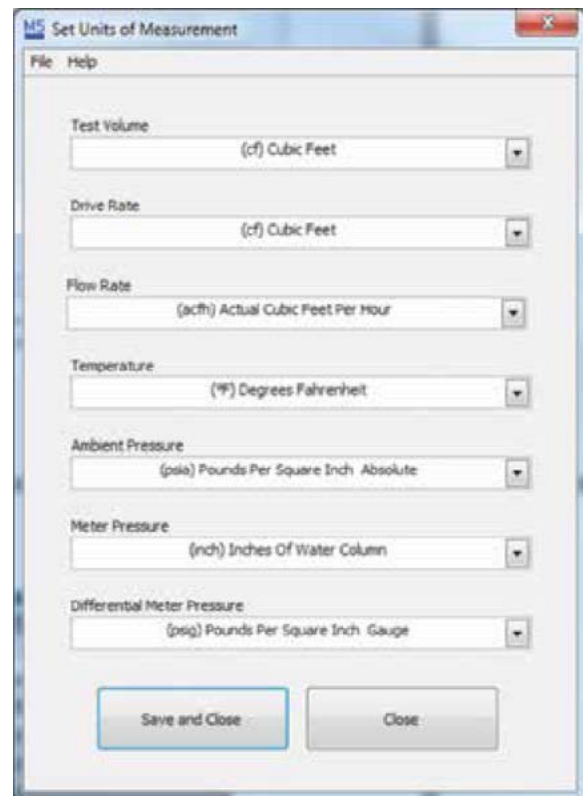 M5 Set Units of Measurement
X
File Help
Test Volume
(cf) Cubic Feet
Drive Rate
(cf) Cubic Feet
Flow Rate
(acfh) Actual Cubic Feet Per Hour
Temperature
(°F) Degrees Fahrenheit
Ambient Pressure
(psia) Pounds Per Square Inch Absolute
Meter Pressure
(inch) Inches Of Water Column
Differential Meter Pressure
(psig) Pounds Per Square Inch Gauge
Save and Close Close